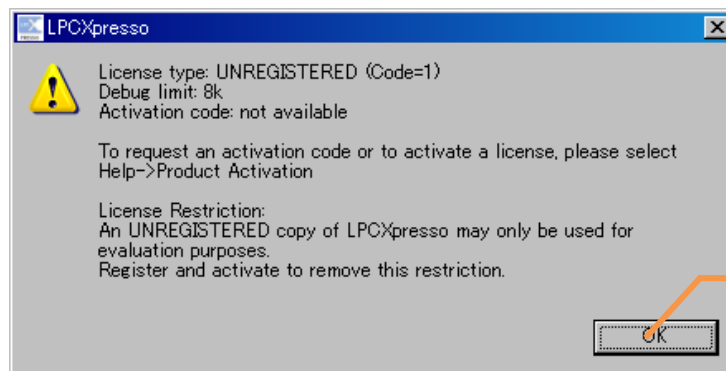 LPCXpresso
License type: UNREGISTERED (Code=1)
Debug limit: 8k
Activation code: not available
To request an activation code or to activate a license, please select
Help->Product Activation
License Restriction:
An UNREGISTERED copy of LPCXpresso may only be used for
evaluation purposes.
Register and activate to remove this restriction.
OK